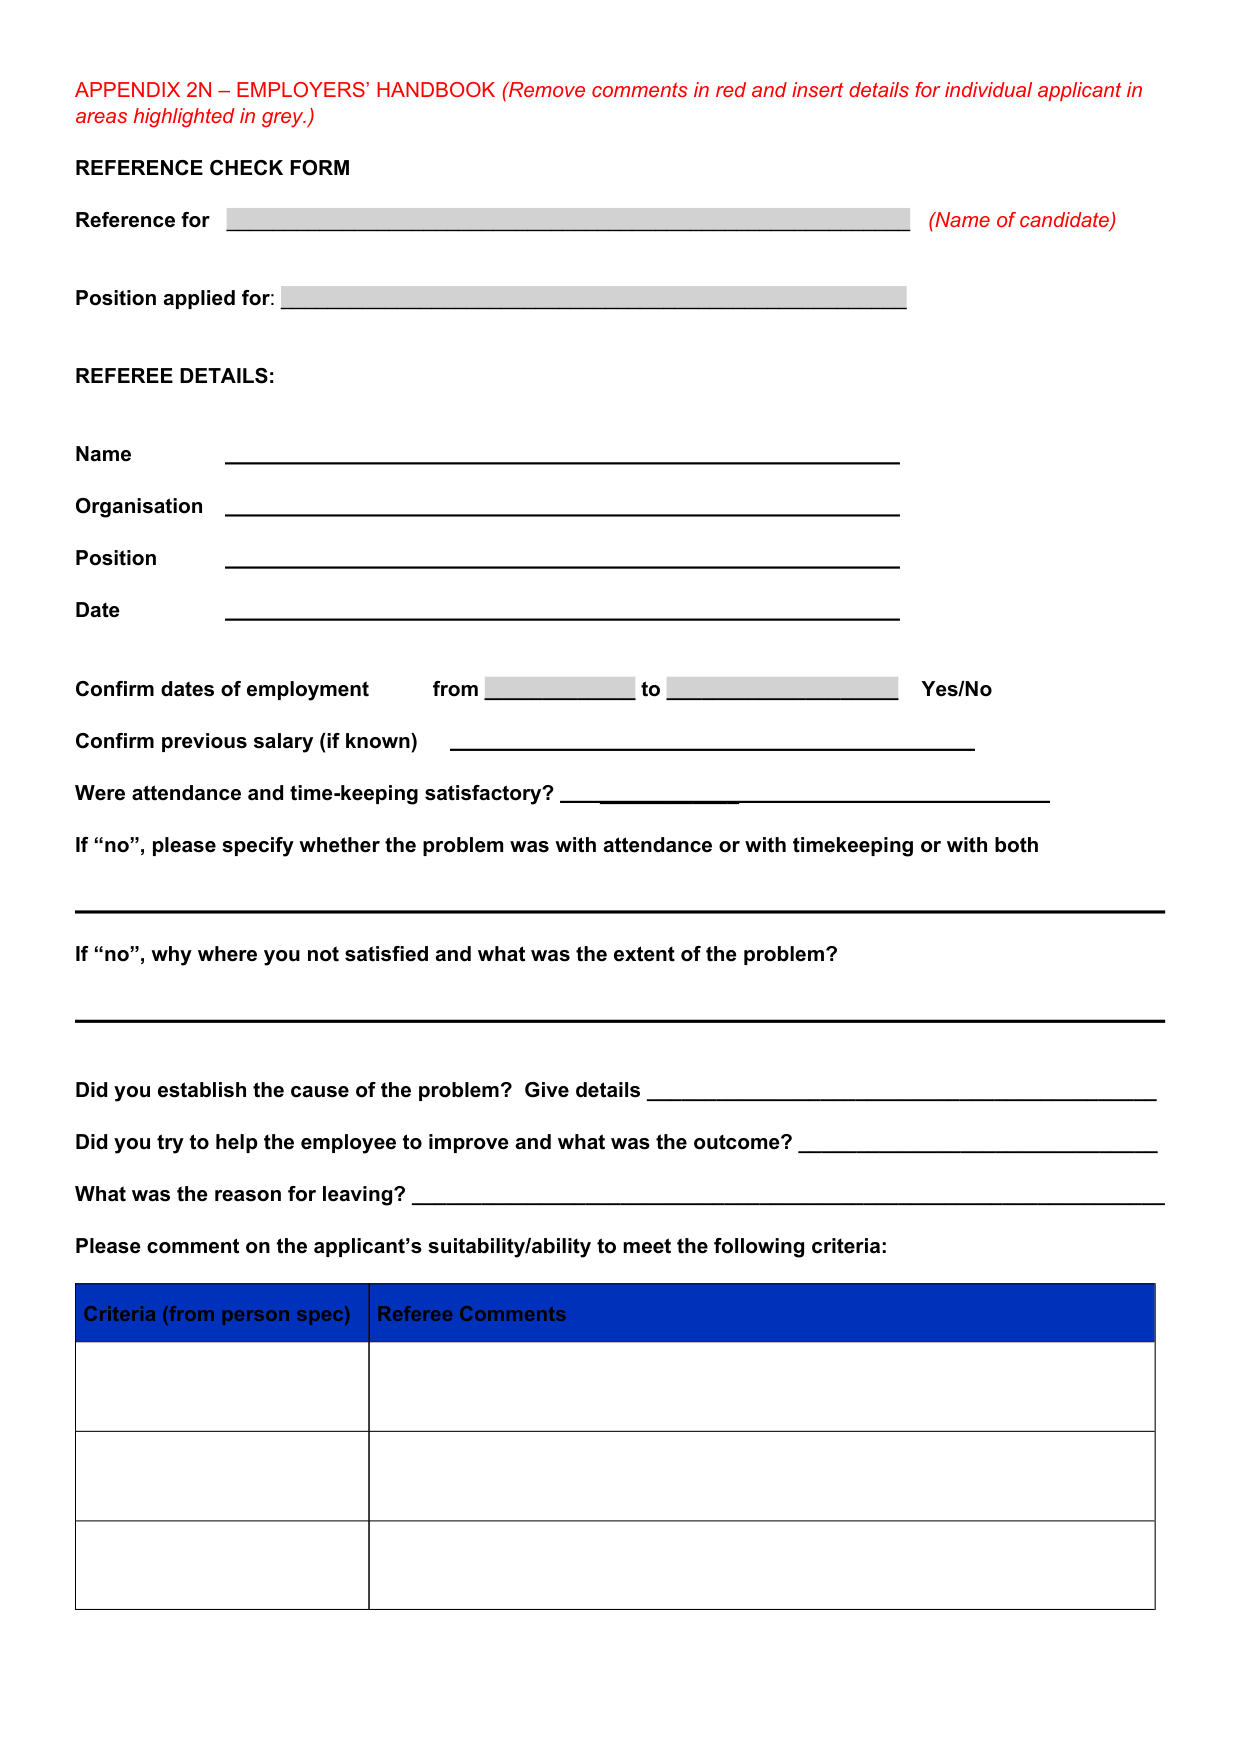 APPENDIX 2N – EMPLOYERS’ HANDBOOK (Remove comments in red and insert details for individual applicant in
areas highlighted in grey.)
REFERENCE CHECK FORM
Reference for (Name of candidate)
Position applied for:
REFEREE DETAILS:
Name
Organisation
Position
Date
Confirm dates of employment from to Yes/No
Confirm previous salary (if known)
Were attendance and time-keeping satisfactory?
If “no”, please specify whether the problem was with attendance or with timekeeping or with both
If “no”, why where you not satisfied and what was the extent of the problem?
Did you establish the cause of the problem? Give details
Did you try to help the employee to improve and what was the outcome?
What was the reason for leaving?
Please comment on the applicant’s suitability/ability to meet the following criteria:
Criteria (from person spec) Referee Comments